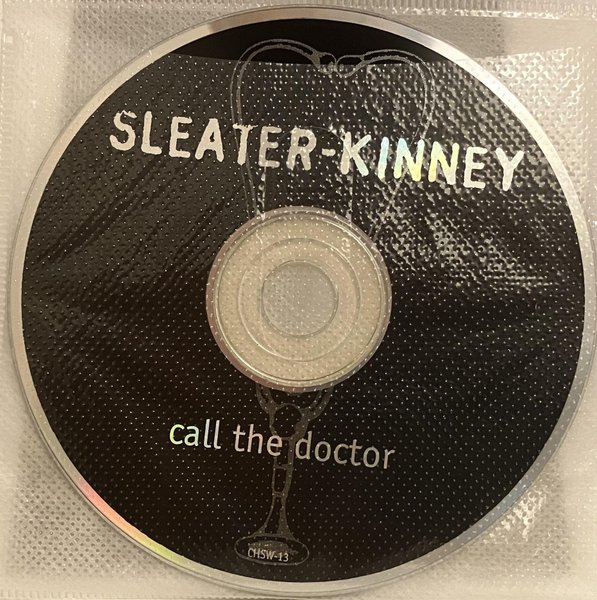 SLEATER-KINNEY
call the doctor
CHSW-13